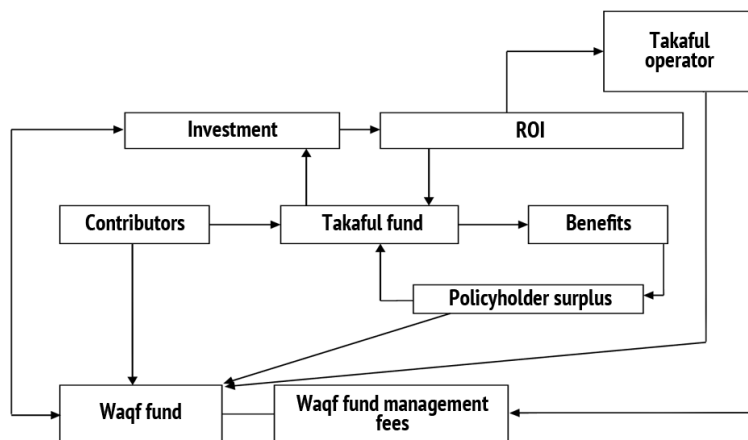 Takaful
operator
Investment
ROI
Contributors
Takaful fund
Benefits
Policyholder surplus
Waqf fund
Waqf fund management
fees